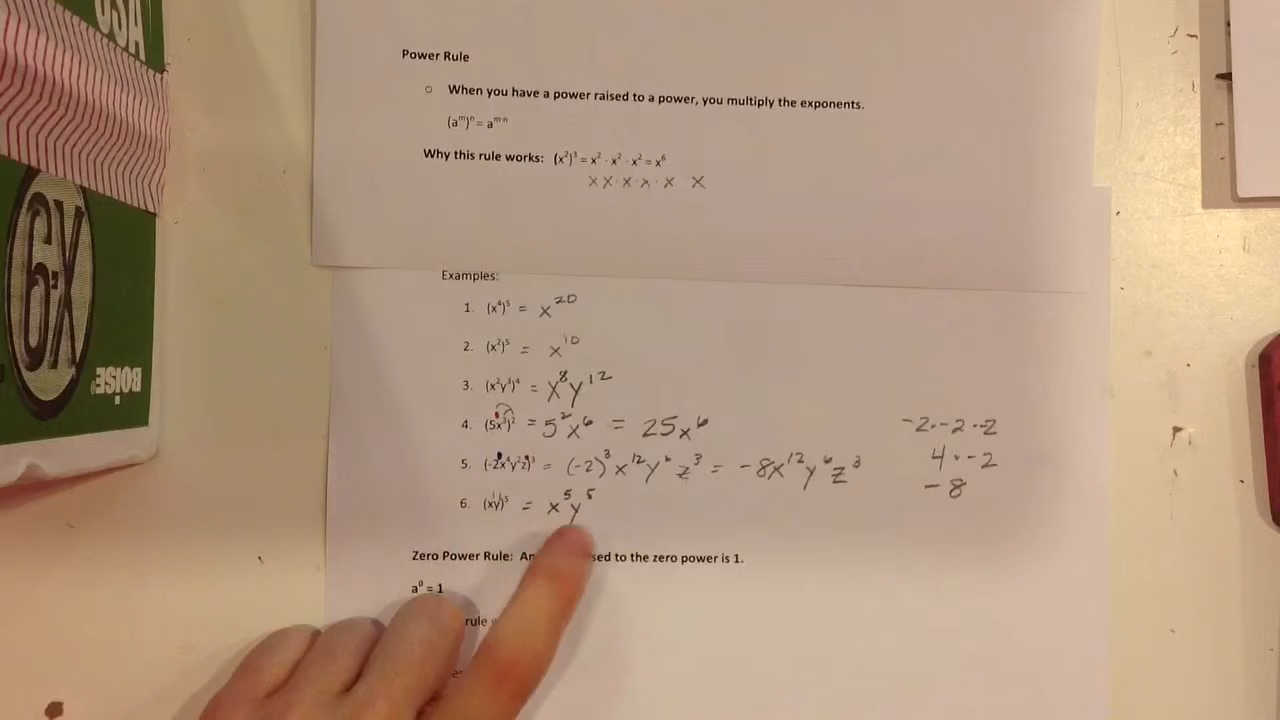 USA
6X
BOISE®
Power Rule
○ When you have a power raised to a power, you multiply the exponents.
(aᵐ)ⁿ = aᵐ·ⁿ
Why this rule works: (x²)³ = x² · x² · x² = x⁶
x x · x · x · x x
Examples:
1. (x⁴)⁵ = x²⁰
2. (x²)⁵ = x¹⁰
3. (x²y³)⁴ = x⁸y¹²
4. (5x³)² = 5²x⁶ = 25x⁶
5. (-2x⁴y²z)³ = (-2)³x¹²y⁶z³ = -8x¹²y⁶z³
6. (xy)⁵ = x⁵y⁵
-2·-2·-2
4·-2
-8
Zero Power Rule: sed to the zero power is 1.
a⁰ = 1
rule